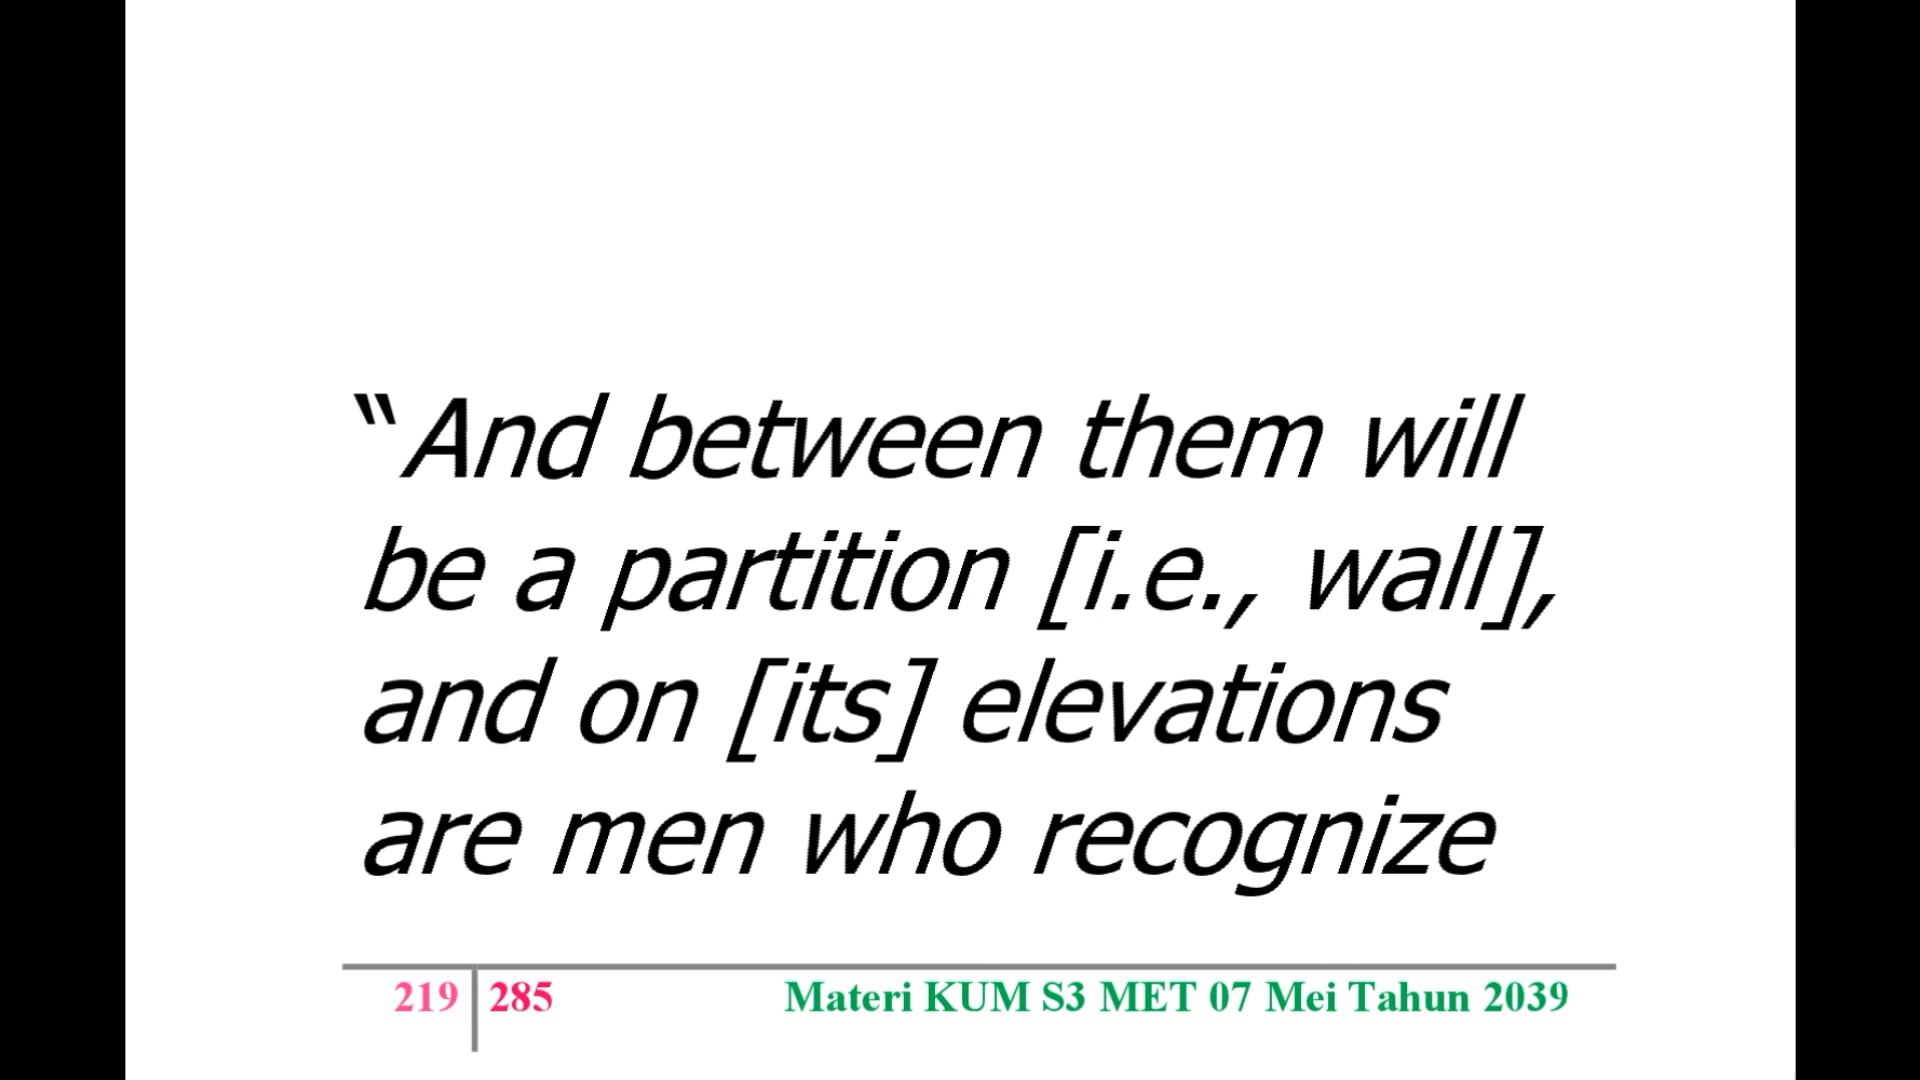 “And between them will
be a partition [i.e., wall],
and on [its] elevations
are men who recognize
219 285 Materi KUM S3 MET 07 Mei Tahun 2039